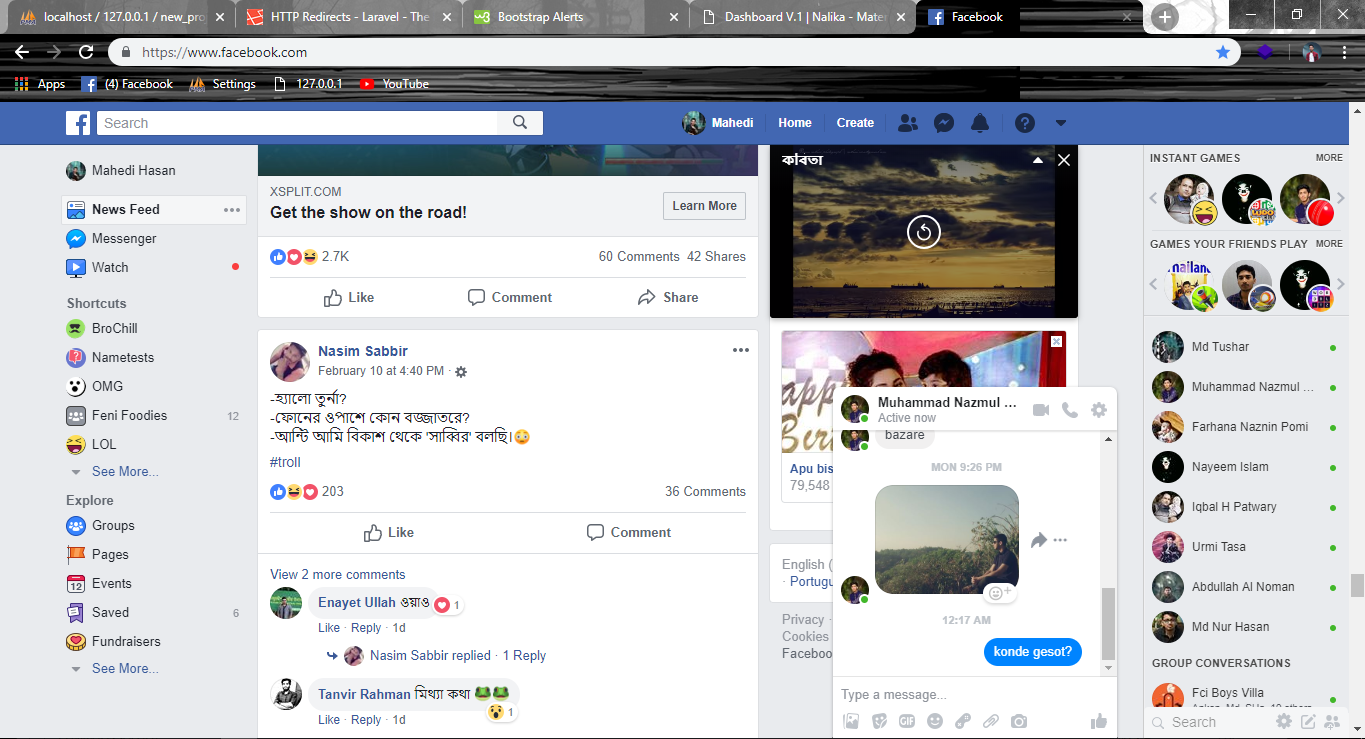 localhost / 127.0.0.1 / new_pro
HTTP Redirects - Laravel - The
Bootstrap Alerts
Dashboard V.1 | Nalika - Mater
Facebook
https://www.facebook.com
Apps
(4) Facebook
Settings
127.0.0.1
YouTube
Search
Mahedi
Home
Create
Mahedi Hasan
News Feed
Messenger
Watch
Shortcuts
BroChill
Nametests
OMG
Feni Foodies 12
LOL
See More...
Explore
Groups
Pages
Events
Saved 6
Fundraisers
See More...
XSPLIT.COM
Get the show on the road!
Learn More
2.7K
60 Comments 42 Shares
Like Comment Share
Nasim Sabbir
February 10 at 4:40 PM ·
-হ্যালো তুর্না?
-ফোনের ওপাশে কোন বজ্জাতরে?
-আন্টি আমি বিকাশ থেকে 'সাব্বির' বলছি।😳
#troll
203
36 Comments
Like Comment
View 2 more comments
Enayet Ullah ওয়াও
1
Like · Reply · 1d
Nasim Sabbir replied · 1 Reply
Tanvir Rahman মিথ্যা কথা 🐸🐸
1
Like · Reply · 1d
কবিতা
Apu bis
79,548
English (
· Portugu
Privacy ·
Cookies
Faceboo
Muhammad Nazmul ...
Active now
bazare
MON 9:26 PM
12:17 AM
konde gesot?
Type a message...
GIF
INSTANT GAMES MORE
GAMES YOUR FRIENDS PLAY MORE
Md Tushar
Muhammad Nazmul ...
Farhana Naznin Pomi
Nayeem Islam
Iqbal H Patwary
Urmi Tasa
Abdullah Al Noman
Md Nur Hasan
GROUP CONVERSATIONS
Fci Boys Villa
Search